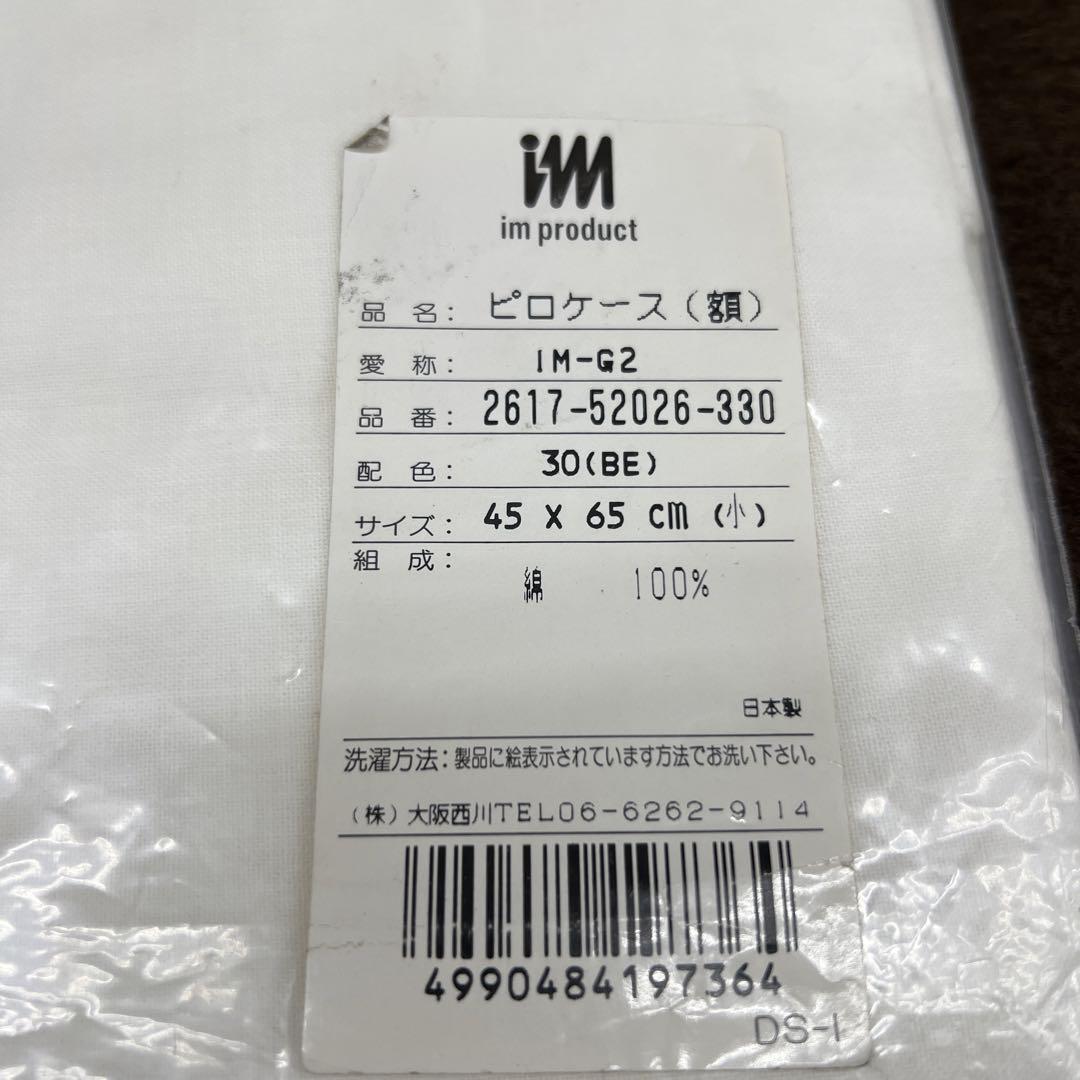 im
im product
品 名: ピロケース(額)
愛 称: IM-G2
品 番: 2617-52026-330
配 色: 30(BE)
サイズ: 45 X 65 cm (小)
組 成:
綿 100%
日本製
洗濯方法:製品に絵表示されています方法でお洗い下さい。
(株)大阪西川TEL06-6262-9114
4990484197364
DS-I